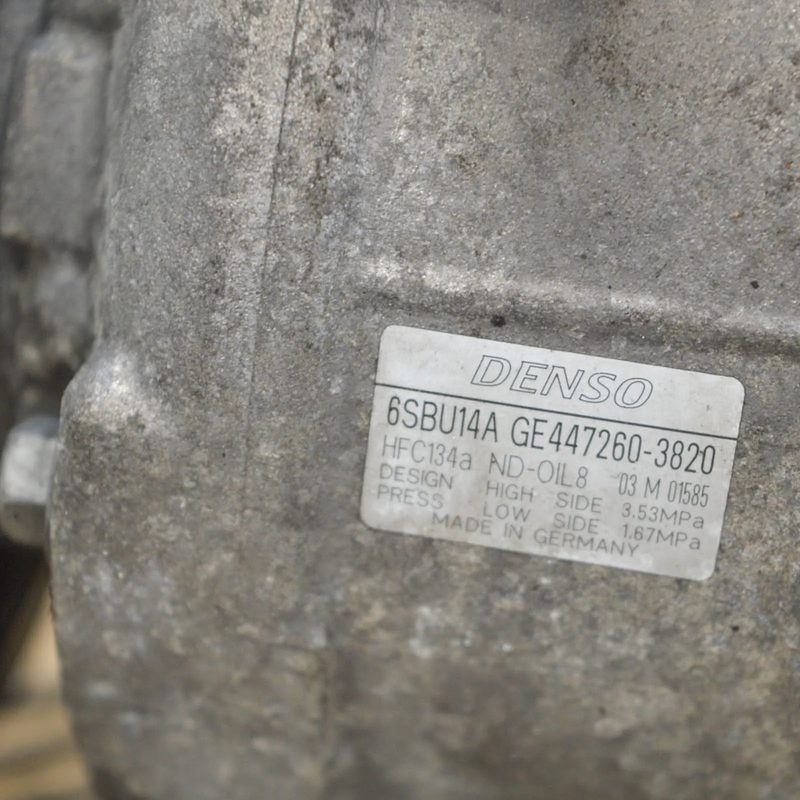 DENSO
6SBU14A GE447260-3820
HFC134a ND-OIL8 03 M 01585
DESIGN HIGH SIDE 3.53MPa
PRESS LOW SIDE 1.67MPa
MADE IN GERMANY